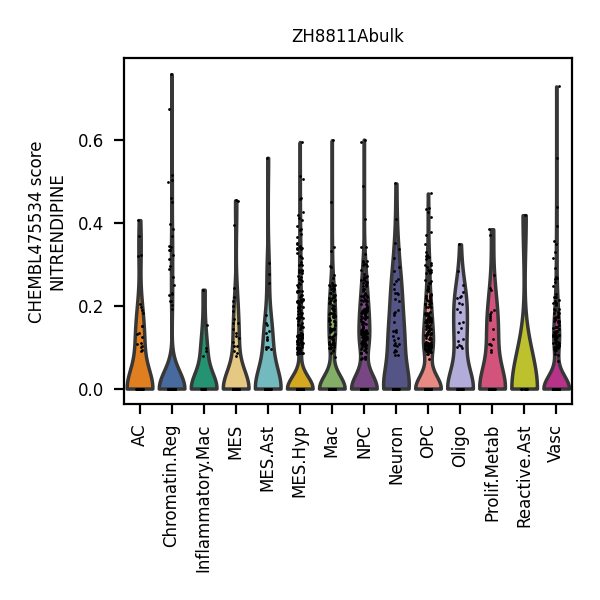 ZH8811Abulk
CHEMBL475534 score
NITRENDIPINE
0.6
0.4
0.2
0.0
AC
Chromatin.Reg
Inflammatory.Mac
MES
MES.Ast
MES.Hyp
Mac
NPC
Neuron
OPC
Oligo
Prolif.Metab
Reactive.Ast
Vasc